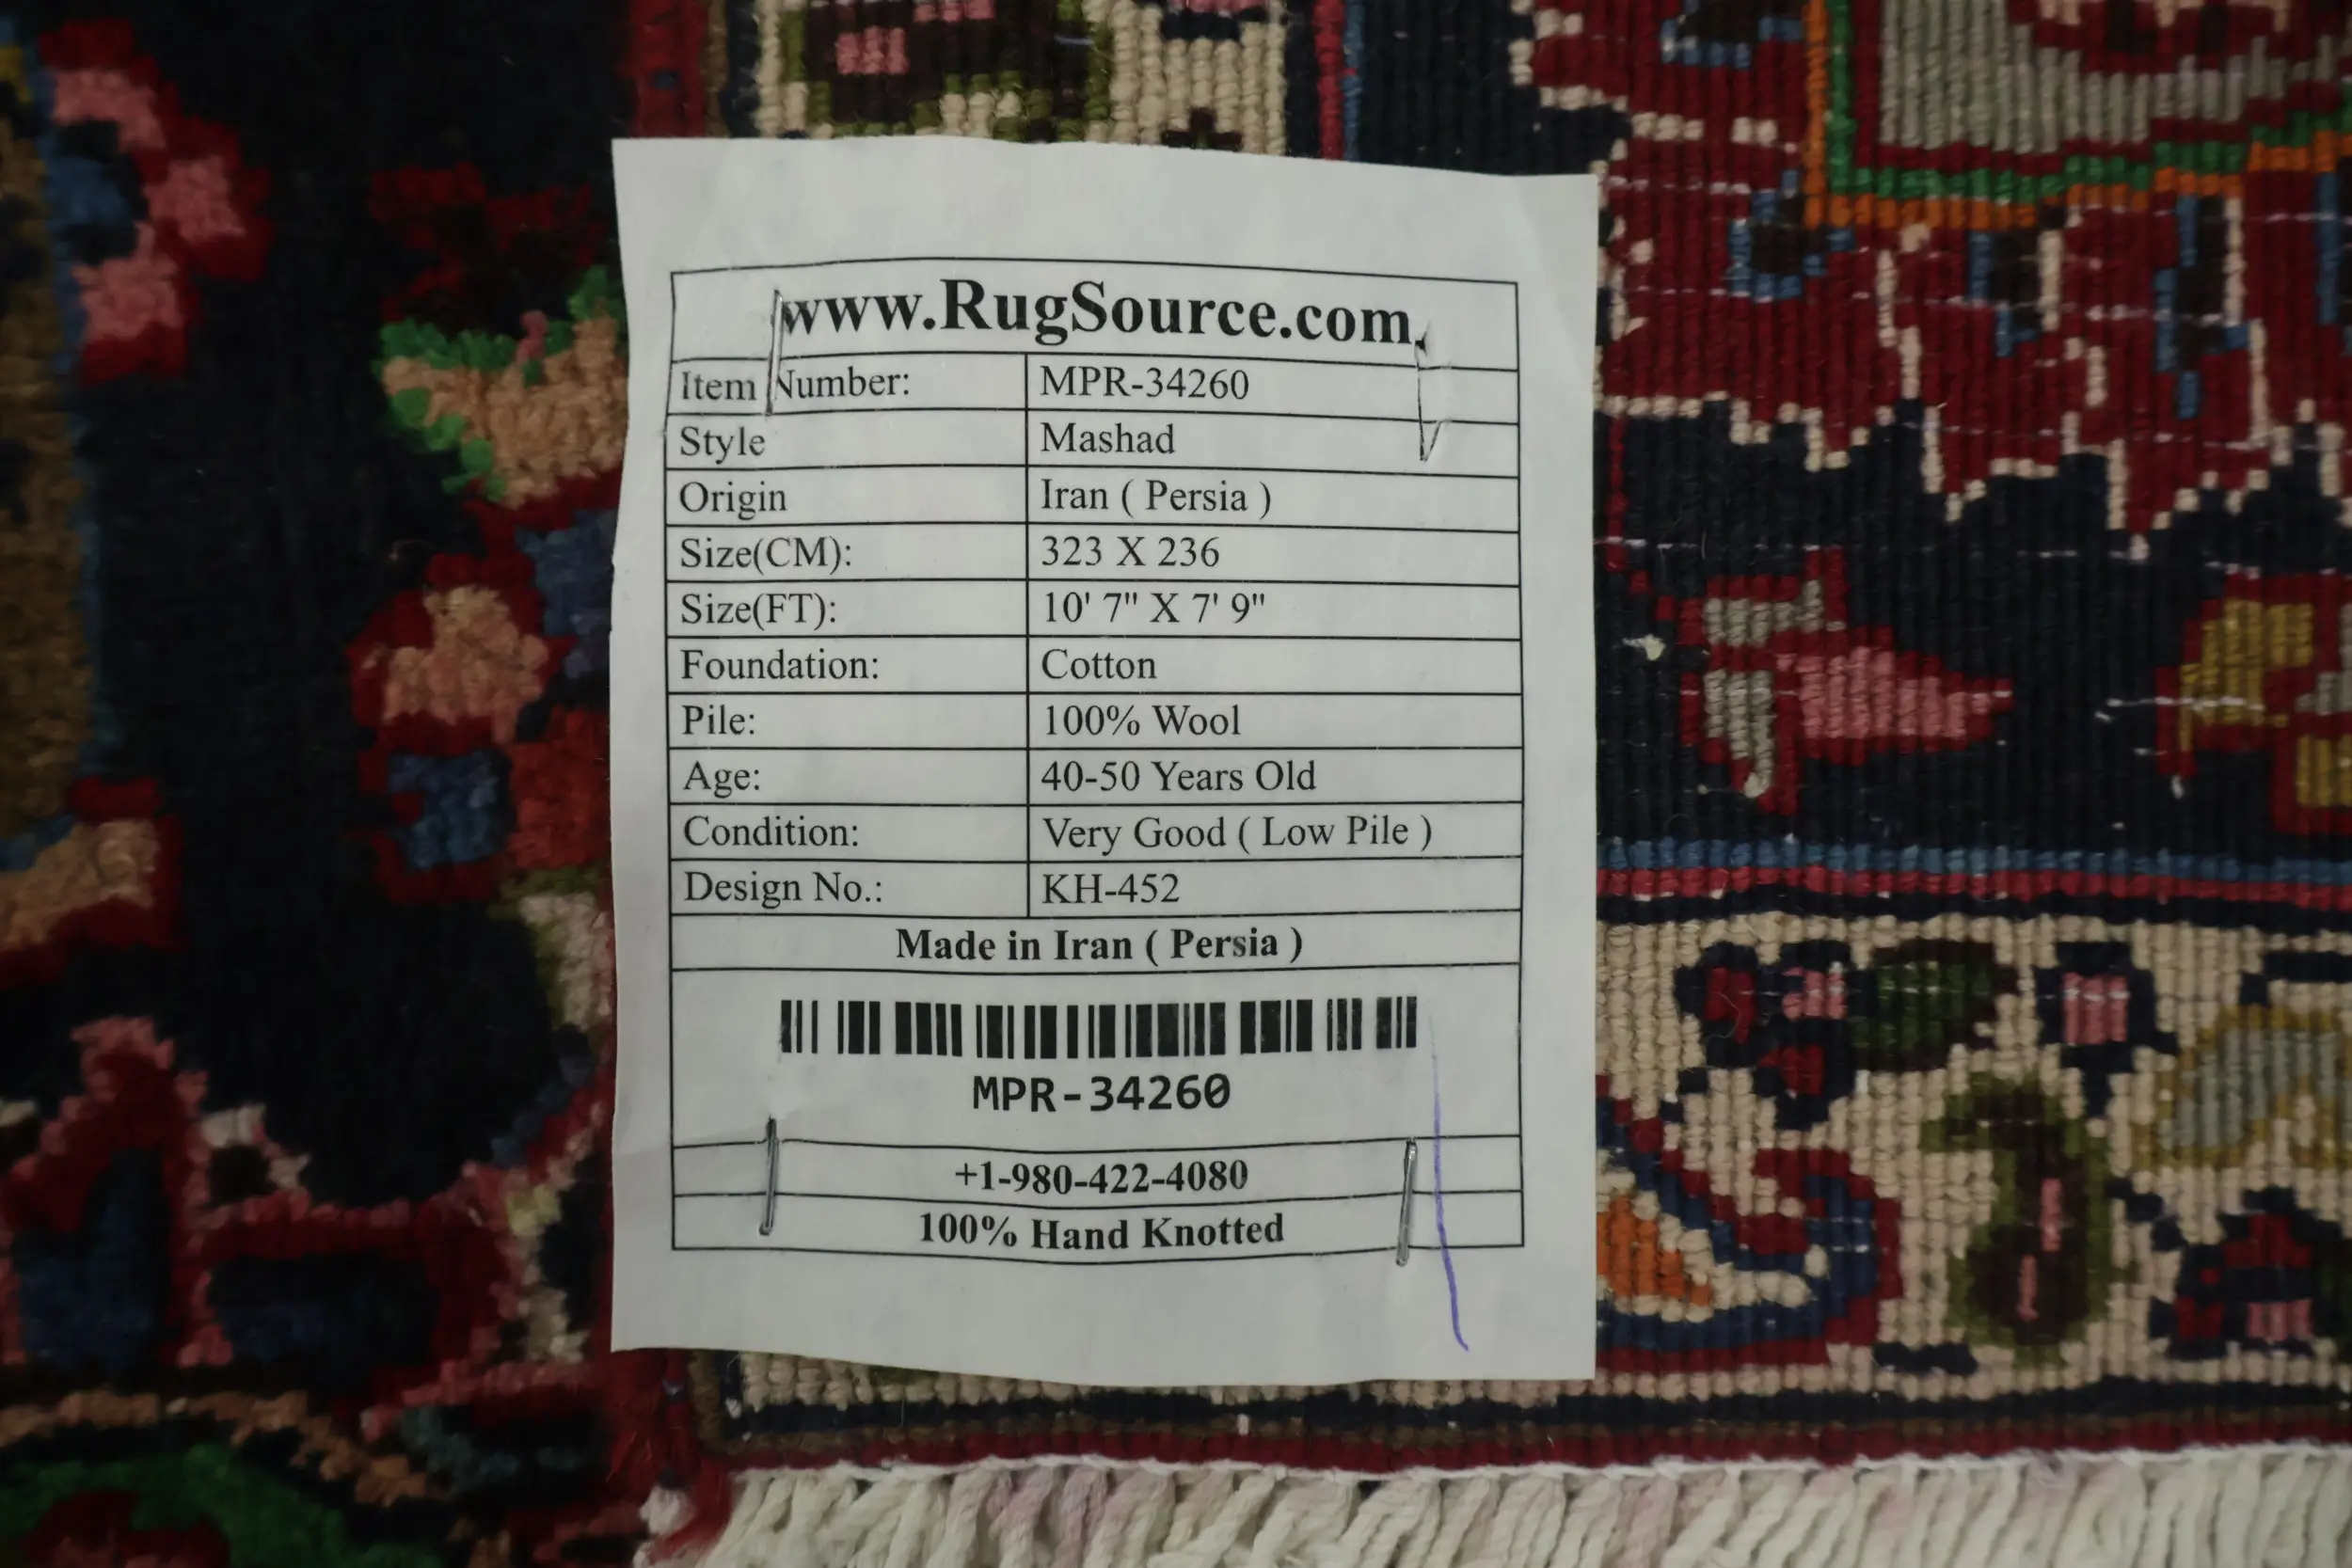 www.RugSource.com
Item Number: MPR-34260
Style Mashad
Origin Iran ( Persia )
Size(CM): 323 X 236
Size(FT): 10' 7" X 7' 9"
Foundation: Cotton
Pile: 100% Wool
Age: 40-50 Years Old
Condition: Very Good ( Low Pile )
Design No.: KH-452
Made in Iran ( Persia )
MPR-34260
+1-980-422-4080
100% Hand Knotted